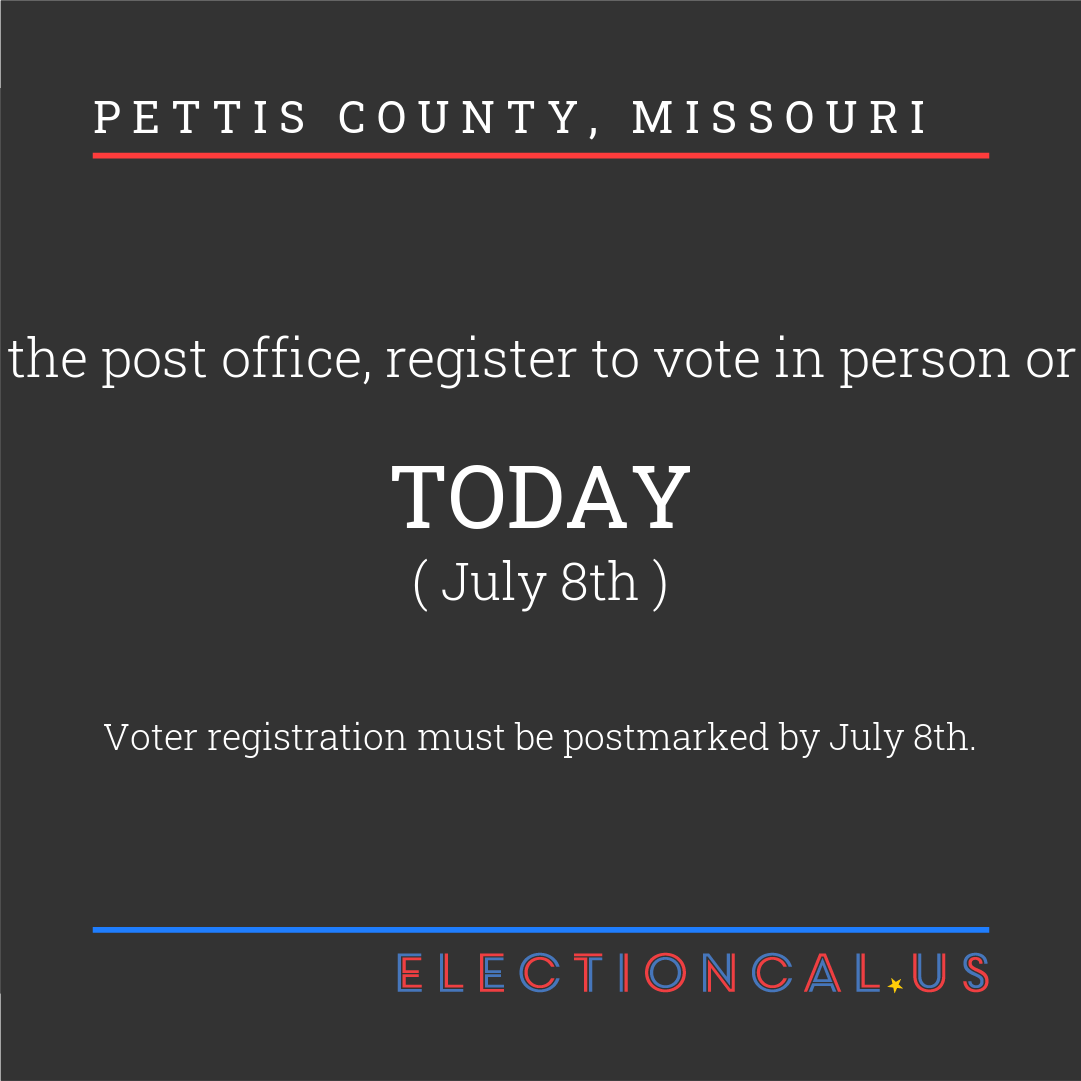 PETTIS COUNTY, MISSOURI
the post office, register to vote in person or
TODAY
( July 8th )
Voter registration must be postmarked by July 8th.
ELECTIONCAL.US